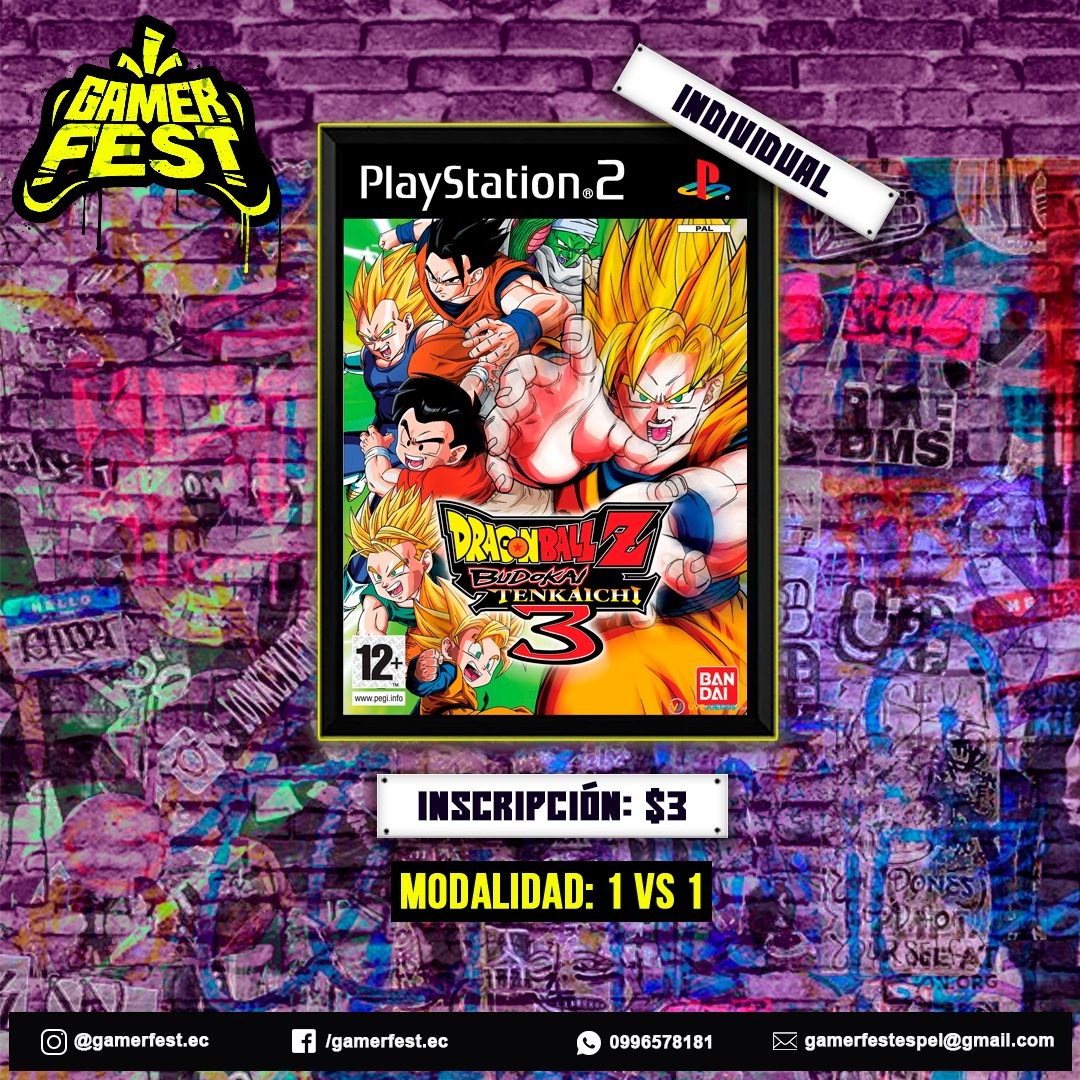 GAMER
FEST
INDIVIDUAL
PlayStation®2
PAL
DRAGON BALL Z
BUDOKAI
TENKAICHI
3
12+
www.pegi.info
BAN
DAI
HELLO
INSCRIPCIÓN: $3
MODALIDAD: 1 VS 1
@gamerfest.ec
/gamerfest.ec
0996578181
gamerfestespel@gmail.com